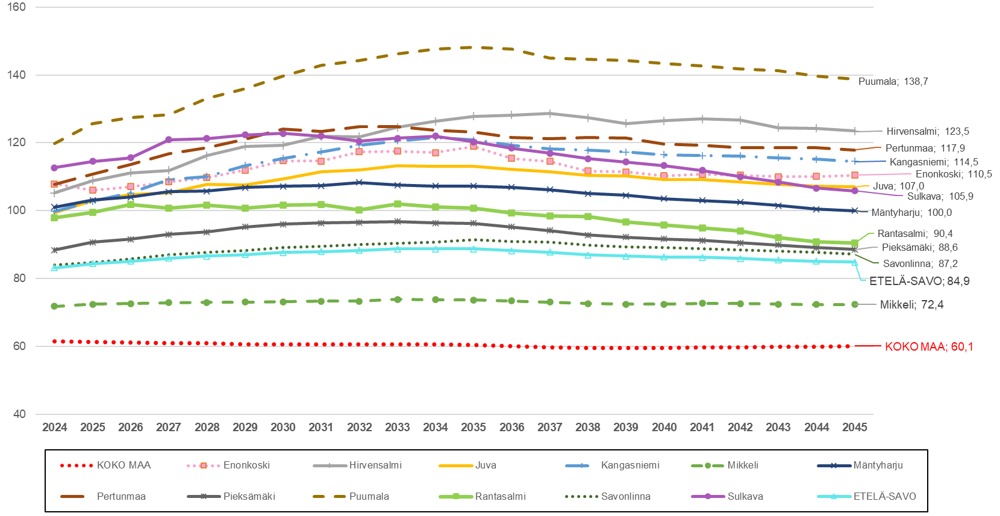 160
140
120
100
80
60
40
Puumala; 138,7
Hirvensalmi; 123,5
Pertunmaa; 117,9
Kangasniemi; 114,5
Enonkoski; 110,5
Juva; 107,0
Sulkava; 105,9
Mäntyharju; 100,0
Rantasalmi; 90,4
Pieksämäki; 88,6
Savonlinna; 87,2
ETELÄ-SAVO; 84,9
Mikkeli; 72,4
KOKO MAA; 60,1
2024 2025 2026 2027 2028 2029 2030 2031 2032 2033 2034 2035 2036 2037 2038 2039 2040 2041 2042 2043 2044 2045
KOKO MAA Enonkoski Hirvensalmi Juva Kangasniemi Mikkeli Mäntyharju
Pertunmaa Pieksämäki Puumala Rantasalmi Savonlinna Sulkava ETELÄ-SAVO